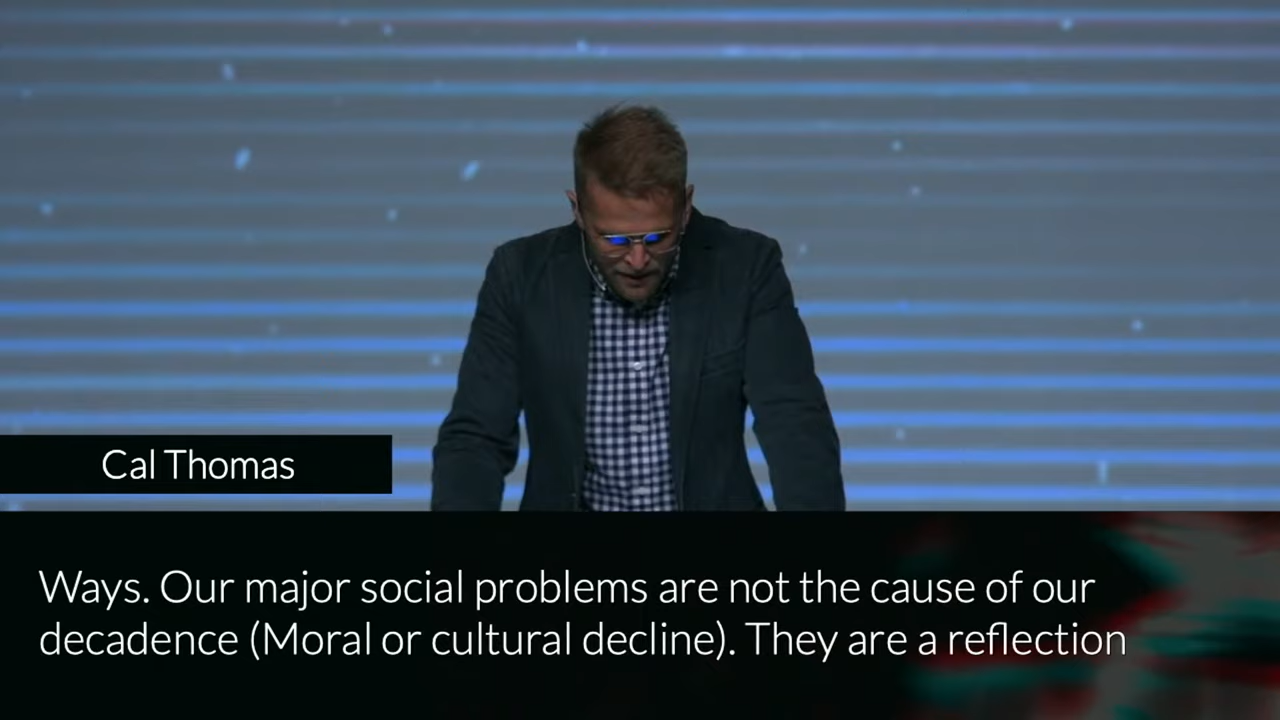 Cal Thomas
Ways. Our major social problems are not the cause of our
decadence (Moral or cultural decline). They are a reflection